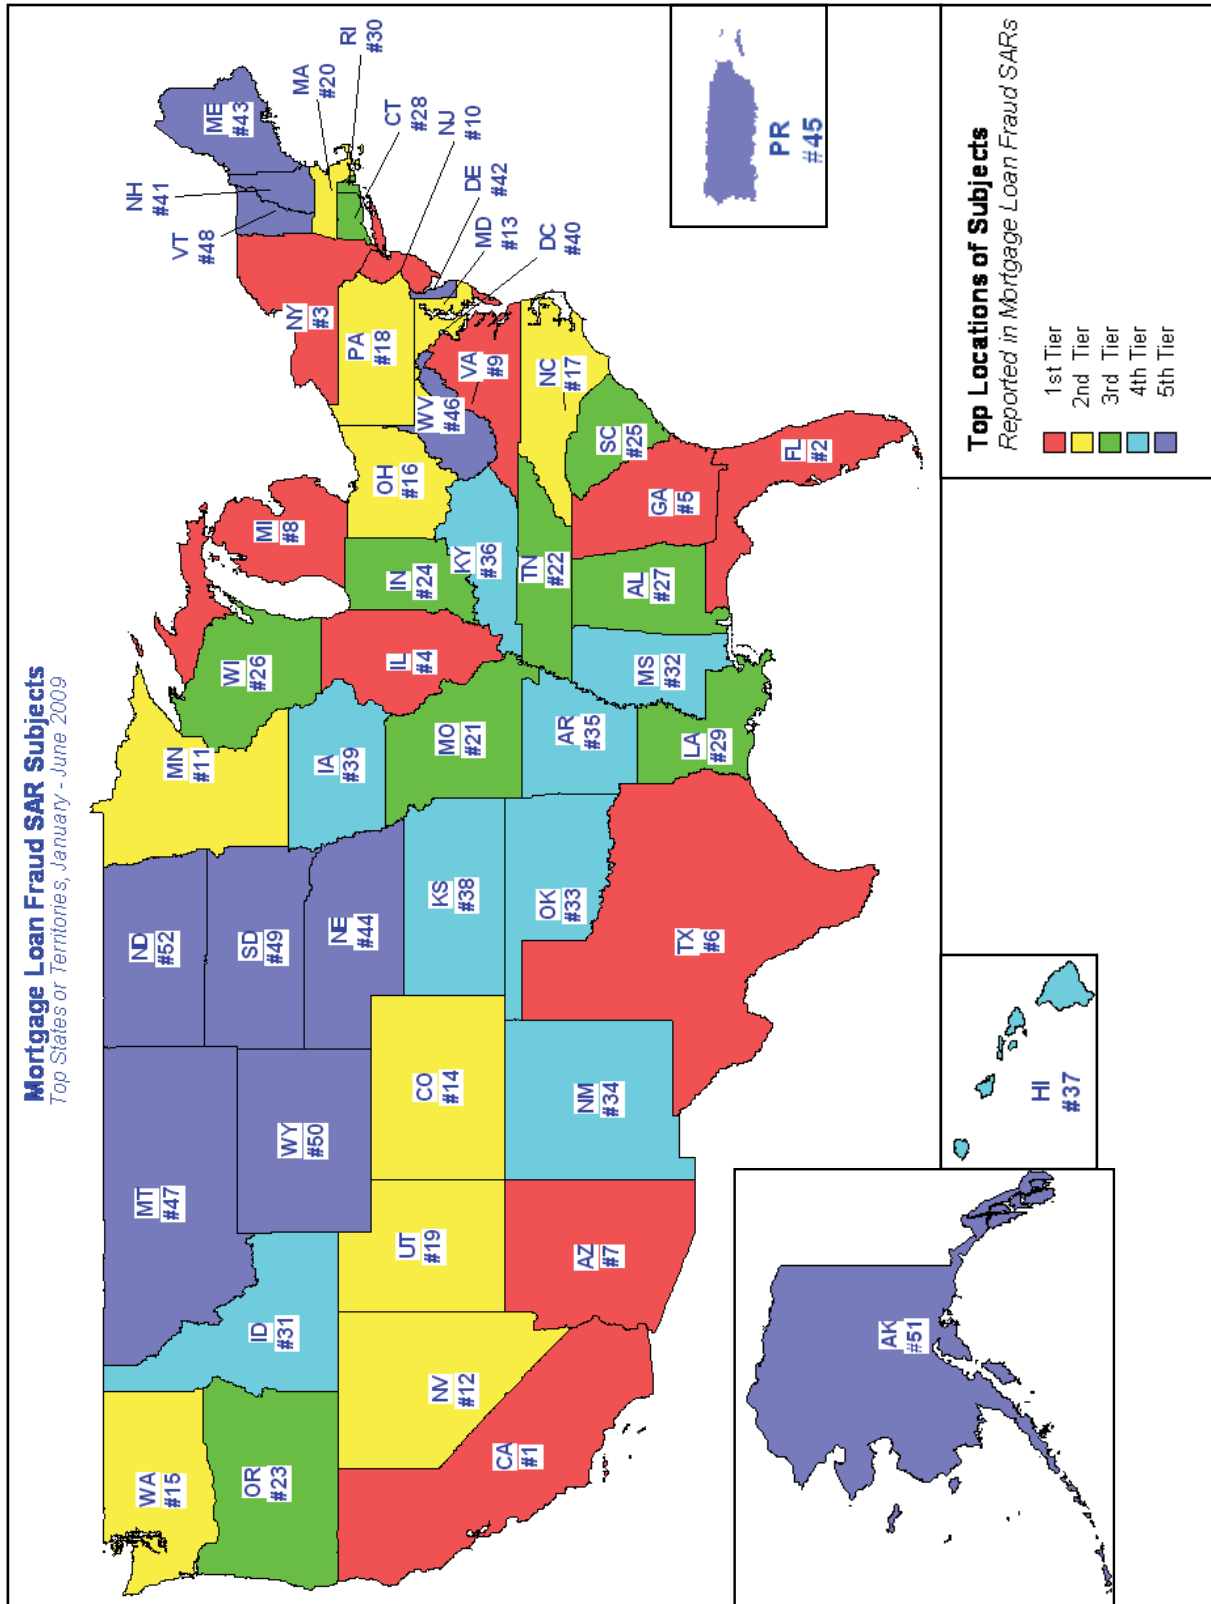 Mortgage Loan Fraud SAR Subjects
Top States or Territories, January - June 2009
WA
#15
OR
#23
CA
#1
NV
#12
ID
#31
MT
#47
WY
#50
UT
#19
AZ
#7
CO
#14
NM
#34
ND
#52
SD
#49
NE
#44
KS
#38
OK
#33
TX
#6
MN
#11
IA
#39
MO
#21
AR
#35
LA
#29
WI
#26
IL
#4
MS
#32
MI
#8
IN
#24
KY
#36
TN
#22
AL
#27
OH
#16
WV
#46
VA
#9
NC
#17
SC
#25
GA
#5
FL
#2
PA
#18
NY
#3
VT
#48
NH
#41
ME
#43
MA
#20
RI
#30
CT
#28
NJ
#10
DE
#42
MD
#13
DC
#40
AK
#51
HI
#37
PR
#45
Top Locations of Subjects
Reported in Mortgage Loan Fraud SARs
1st Tier
2nd Tier
3rd Tier
4th Tier
5th Tier